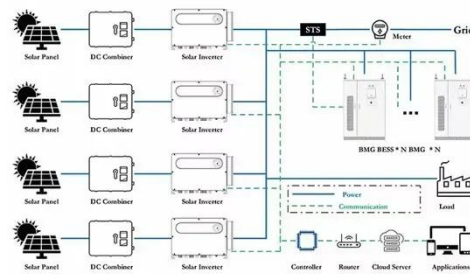 Solar Panel DC Combiner Solar Inverter
STS Meter Grid
Solar Panel DC Combiner Solar Inverter
BMG BESS * N BMG * N
Solar Panel DC Combiner Solar Inverter
Power
Communication
Load
Solar Panel DC Combiner Solar Inverter
Controller Router Cloud Server Application